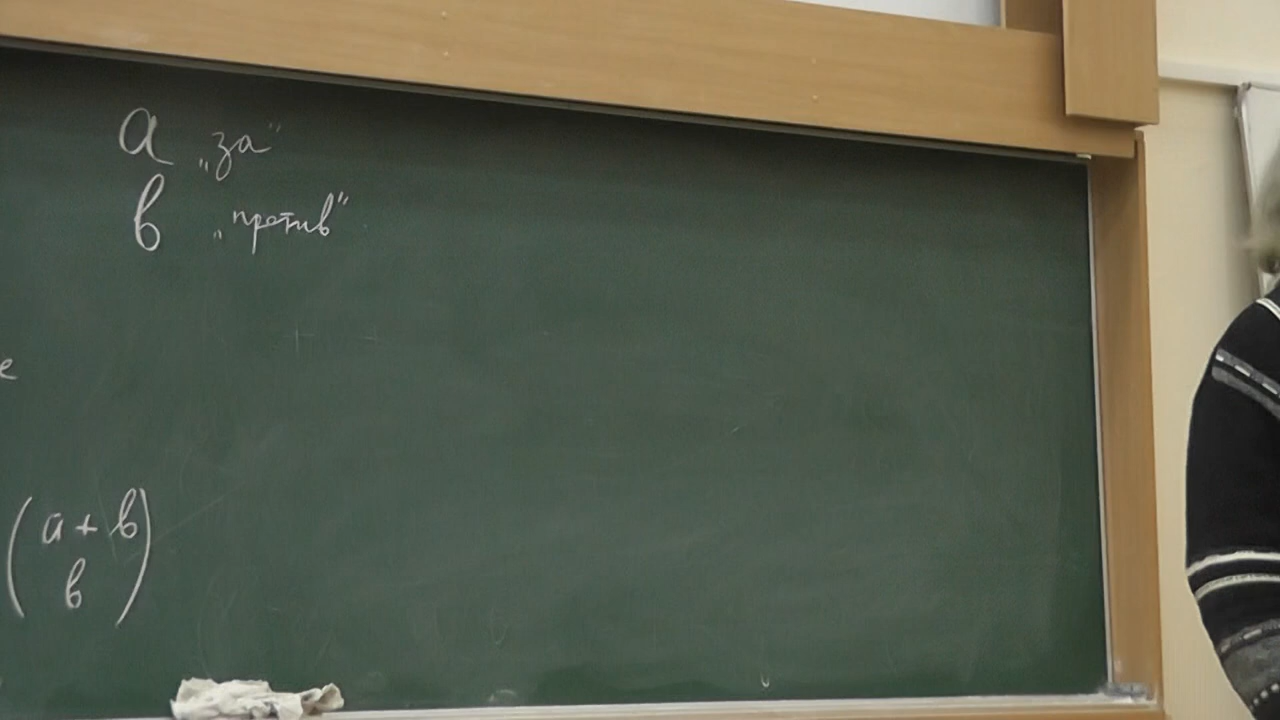 a „за“
в „против“
е
(a + в)
(в)